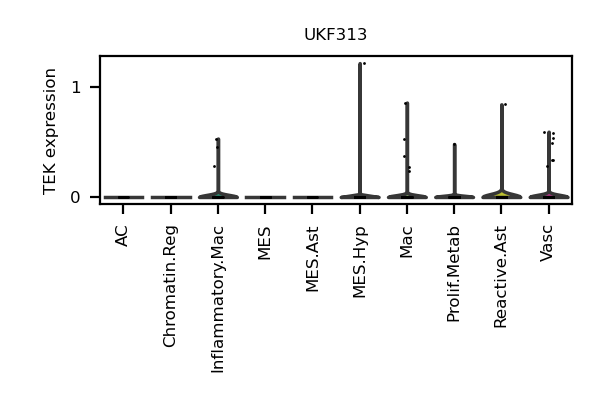 UKF313
TEK expression
1
0
AC
Chromatin.Reg
Inflammatory.Mac
MES
MES.Ast
MES.Hyp
Mac
Prolif.Metab
Reactive.Ast
Vasc